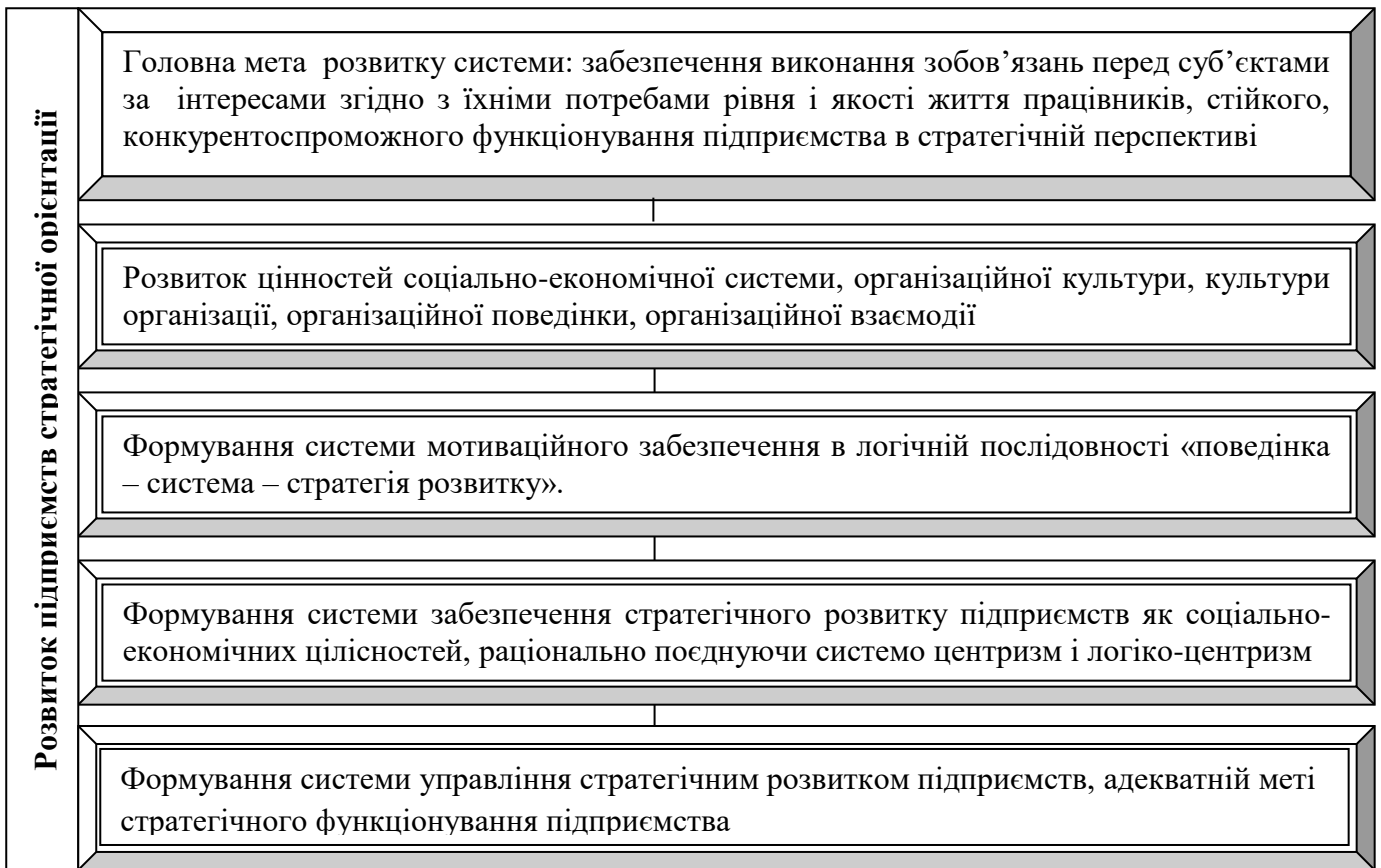 Розвиток підприємств стратегічної орієнтації
Головна мета розвитку системи: забезпечення виконання зобов’язань перед суб’єктами
за інтересами згідно з їхніми потребами рівня і якості життя працівників, стійкого,
конкурентоспроможного функціонування підприємства в стратегічній перспективі
Розвиток цінностей соціально-економічної системи, організаційної культури, культури
організації, організаційної поведінки, організаційної взаємодії
Формування системи мотиваційного забезпечення в логічній послідовності «поведінка
– система – стратегія розвитку».
Формування системи забезпечення стратегічного розвитку підприємств як соціально-
економічних цілісностей, раціонально поєднуючи системо центризм і логіко-центризм
Формування системи управління стратегічним розвитком підприємств, адекватній меті
стратегічного функціонування підприємства